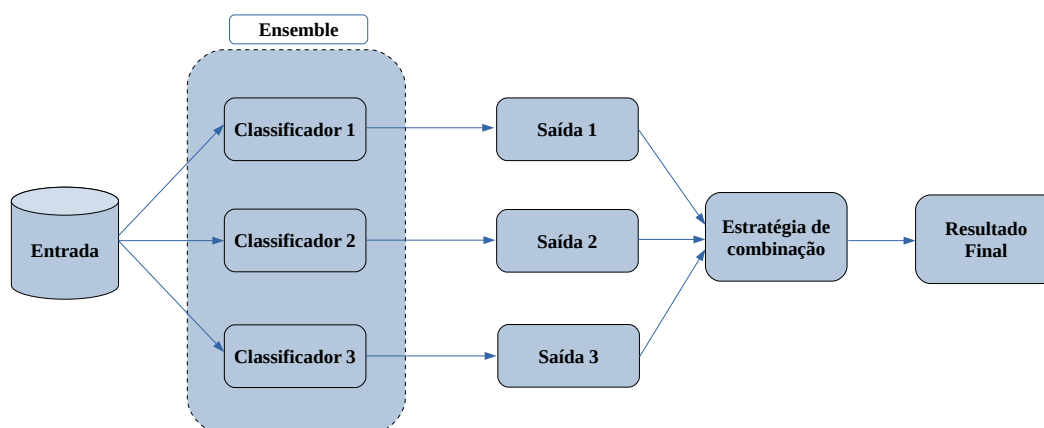 Ensemble
Classificador 1
Saída 1
Entrada
Classificador 2
Saída 2
Estratégia de
combinação
Resultado
Final
Classificador 3
Saída 3